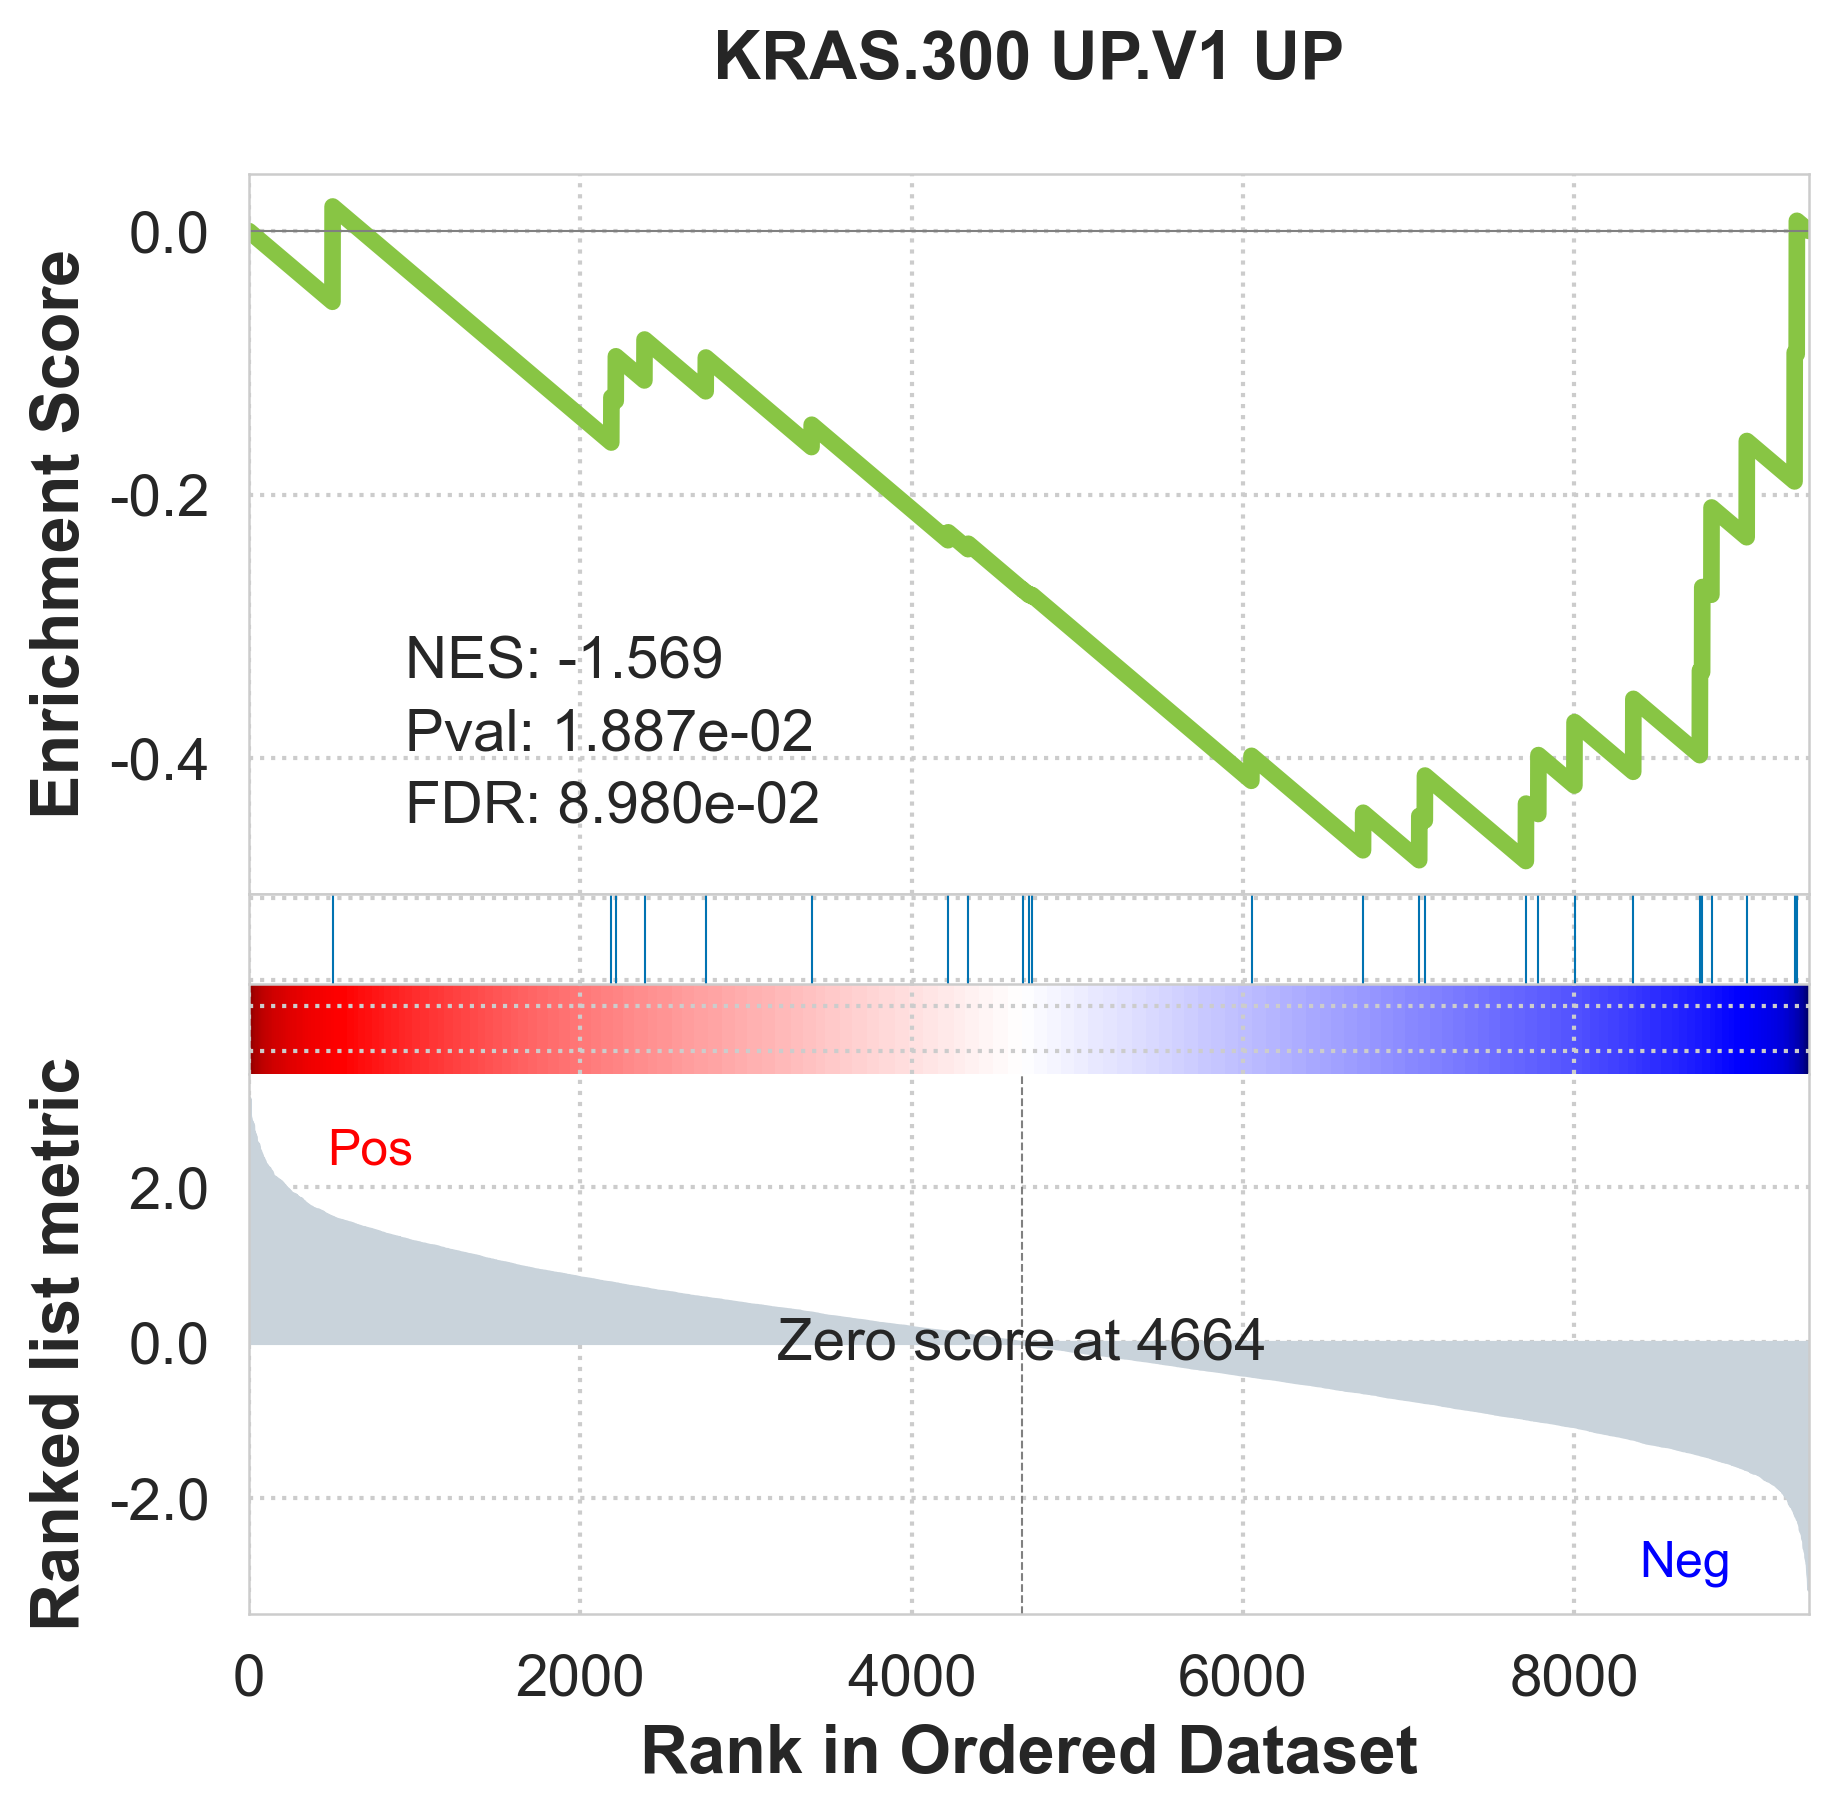 KRAS.300 UP.V1 UP
Enrichment Score
0.0
-0.2
-0.4
NES: -1.569
Pval: 1.887e-02
FDR: 8.980e-02
Ranked list metric
Pos
2.0
0.0
-2.0
Zero score at 4664
Neg
0 2000 4000 6000 8000
Rank in Ordered Dataset